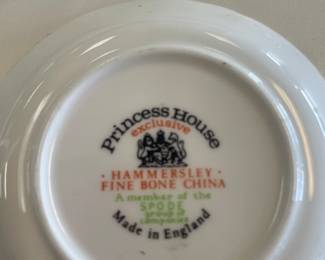 Princess House
exclusive
· HAMMERSLEY ·
FINE BONE CHINA
A member of the
SPODE
group of
companies
Made in England